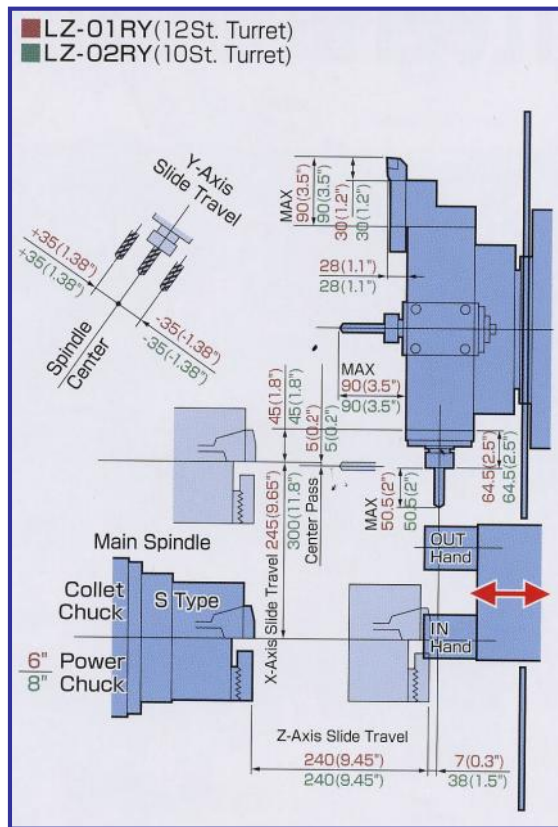 LZ-01RY(12St. Turret)
LZ-02RY(10St. Turret)
Y-Axis
Slide Travel
+35(1.38")
+35(1.38")
-35(-1.38")
-35(-1.38")
Spindle
Center
MAX
90(3.5")
90(3.5")
30(1.2")
30(1.2")
28(1.1")
28(1.1")
MAX
90(3.5")
90(3.5")
45(1.8")
45(1.8")
5(0.2")
5(0.2")
64.5(2.5")
64.5(2.5")
MAX
50.5(2")
50.5(2")
X-Axis Slide Travel
245(9.65")
300(11.8")
Center Pass
Main Spindle
Collet
Chuck
S Type
6"
8"
Power
Chuck
OUT
Hand
IN
Hand
Z-Axis Slide Travel
240(9.45")
240(9.45")
7(0.3")
38(1.5")